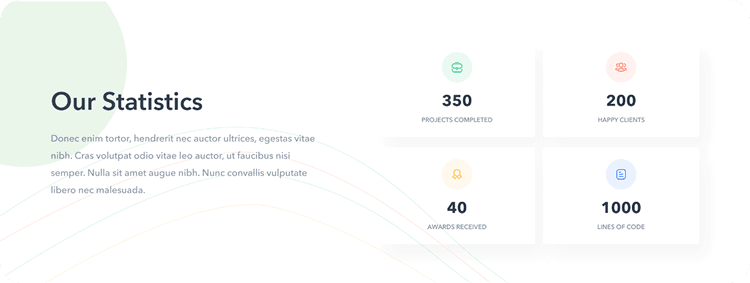 Our Statistics
Donec enim tortor, hendrerit nec auctor ultrices, egestas vitae
nibh. Cras volutpat odio vitae leo auctor, ut faucibus nisi
semper. Nulla sit amet augue nibh. Nunc convallis vulputate
libero nec malesuada.
350
PROJECTS COMPLETED
200
HAPPY CLIENTS
40
AWARDS RECEIVED
1000
LINES OF CODE